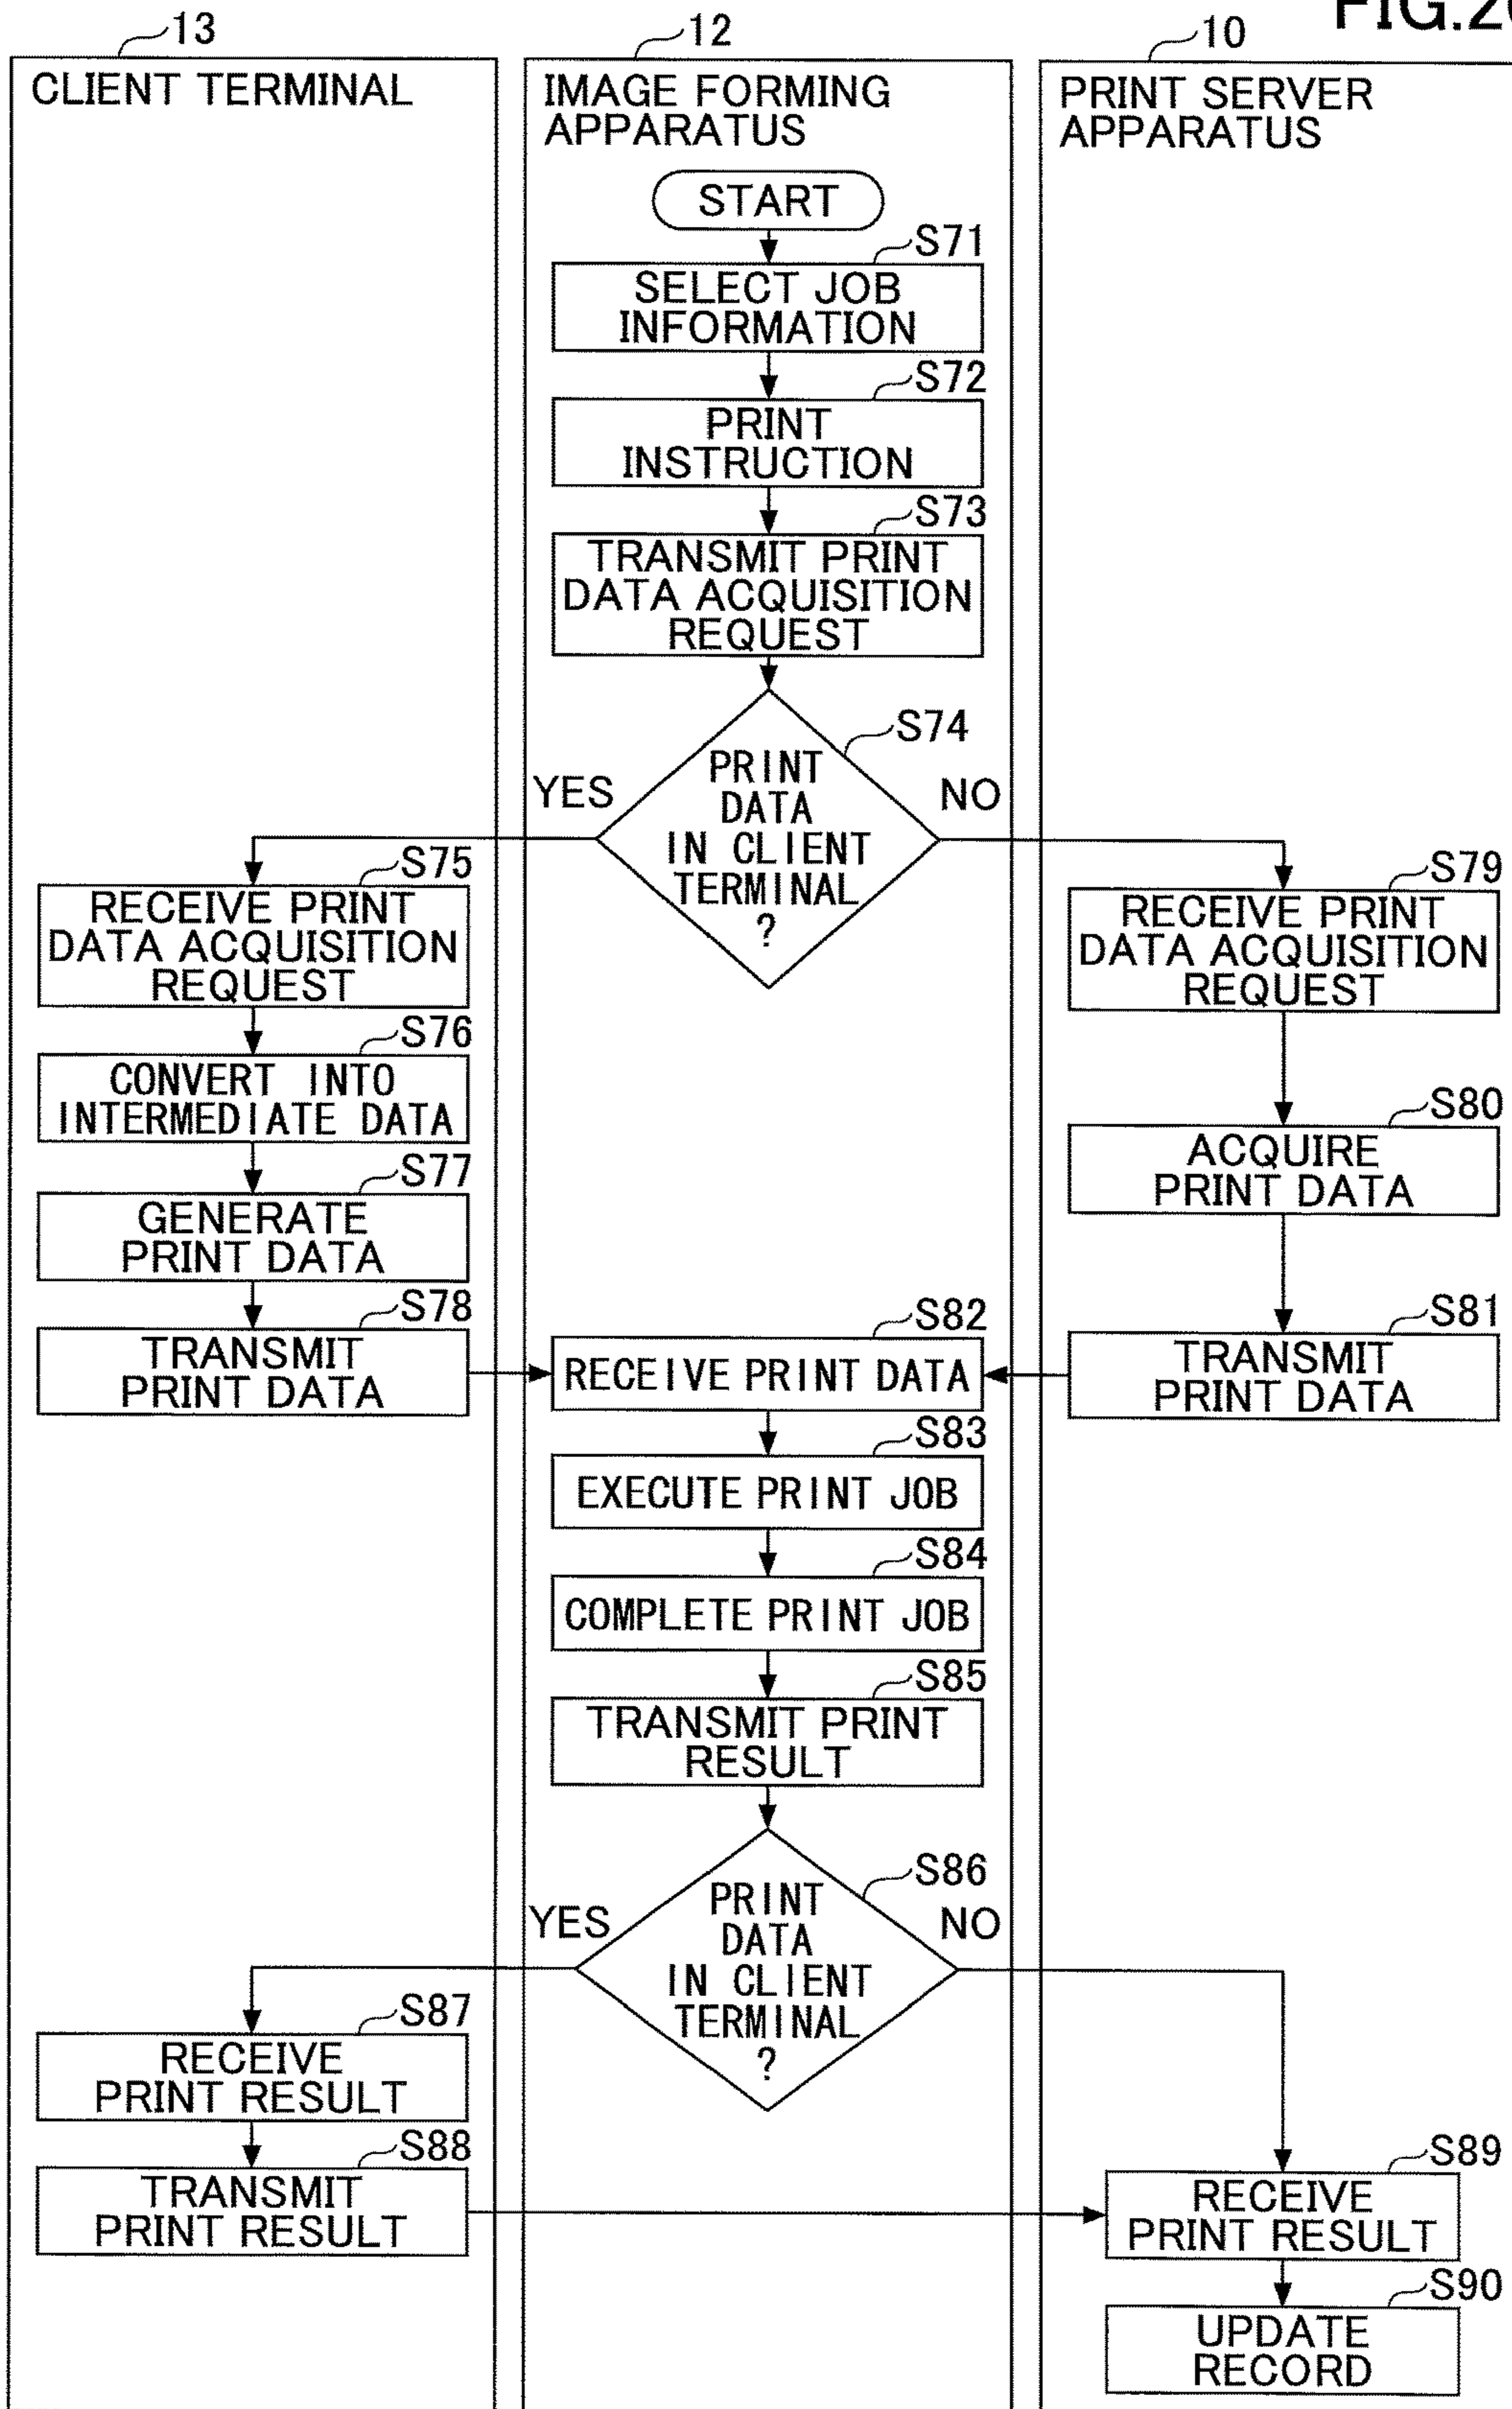 FIG.20
13
CLIENT TERMINAL
12
IMAGE FORMING
APPARATUS
10
PRINT SERVER
APPARATUS
START
S71
SELECT JOB
INFORMATION
S72
PRINT
INSTRUCTION
S73
TRANSMIT PRINT
DATA ACQUISITION
REQUEST
S74
PRINT
DATA
IN CLIENT
TERMINAL
?
YES
NO
S75
RECEIVE PRINT
DATA ACQUISITION
REQUEST
S76
CONVERT INTO
INTERMEDIATE DATA
S77
GENERATE
PRINT DATA
S78
TRANSMIT
PRINT DATA
S79
RECEIVE PRINT
DATA ACQUISITION
REQUEST
S80
ACQUIRE
PRINT DATA
S81
TRANSMIT
PRINT DATA
S82
RECEIVE PRINT DATA
S83
EXECUTE PRINT JOB
S84
COMPLETE PRINT JOB
S85
TRANSMIT PRINT
RESULT
S86
PRINT
DATA
IN CLIENT
TERMINAL
?
YES
NO
S87
RECEIVE
PRINT RESULT
S88
TRANSMIT
PRINT RESULT
S89
RECEIVE
PRINT RESULT
S90
UPDATE
RECORD